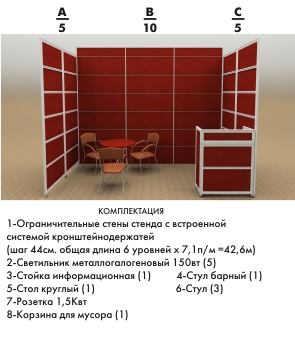 A B C
5 10 5
КОМПЛЕКТАЦИЯ
1-Ограничительные стены стенда с встроенной
системой кронштейнодержатей
(шаг 44см. общая длина 6 уровней х 7,1п/м =42,6м)
2-Светильник металлогалогеновый 150вт (5)
3-Стойка информационная (1) 4-Стул барный (1)
5-Стол круглый (1) 6-Стул (3)
7-Розетка 1,5Квт
8-Корзина для мусора (1)